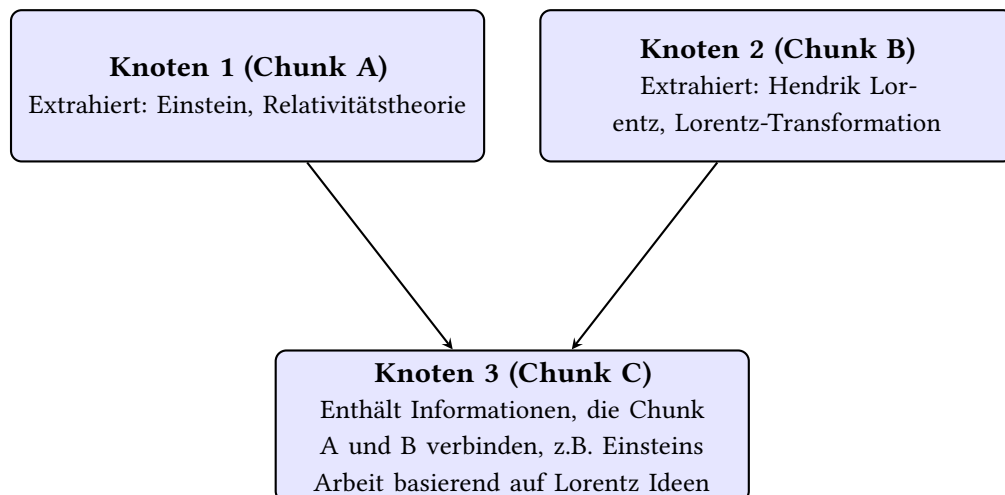 Knoten 1 (Chunk A)
Extrahiert: Einstein, Relativitätstheorie
Knoten 2 (Chunk B)
Extrahiert: Hendrik Lor-
entz, Lorentz-Transformation
Knoten 3 (Chunk C)
Enthält Informationen, die Chunk
A und B verbinden, z.B. Einsteins
Arbeit basierend auf Lorentz Ideen